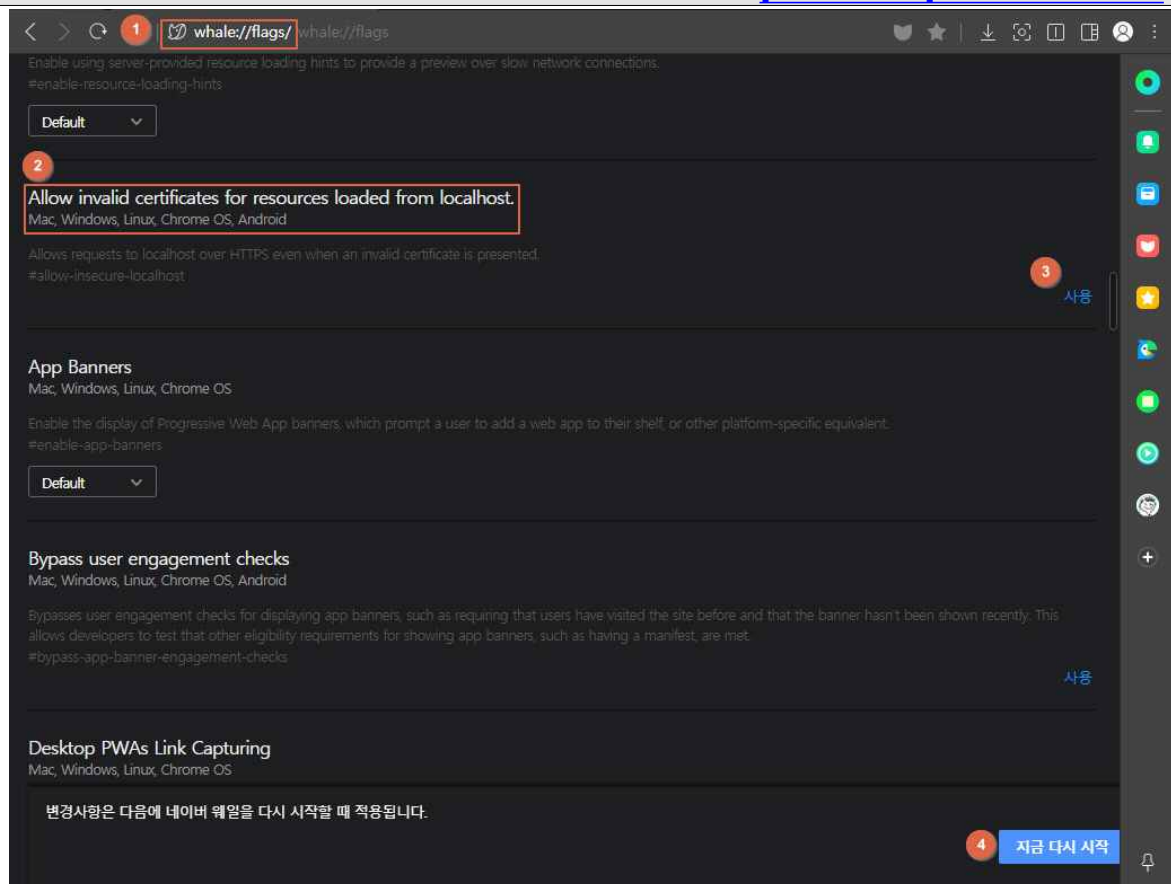 1
whale://flags/ whale://flags
Enable using server-provided resource loading hints to provide a preview over slow network connections.
#enable-resource-loading-hints
Default
2
Allow invalid certificates for resources loaded from localhost.
Mac, Windows, Linux, Chrome OS, Android
Allows requests to localhost over HTTPS even when an invalid certificate is presented.
#allow-insecure-localhost
3
사용
App Banners
Mac, Windows, Linux, Chrome OS
Enable the display of Progressive Web App banners, which prompt a user to add a web app to their shelf, or other platform-specific equivalent.
#enable-app-banners
Default
Bypass user engagement checks
Mac, Windows, Linux, Chrome OS, Android
Bypasses user engagement checks for displaying app banners, such as requiring that users have visited the site before and that the banner hasn't been shown recently. This
allows developers to test that other eligibility requirements for showing app banners, such as having a manifest, are met.
#bypass-app-banner-engagement-checks
사용
Desktop PWAs Link Capturing
Mac, Windows, Linux, Chrome OS
변경사항은 다음에 네이버 웨일을 다시 시작할 때 적용됩니다.
4
지금 다시 시작